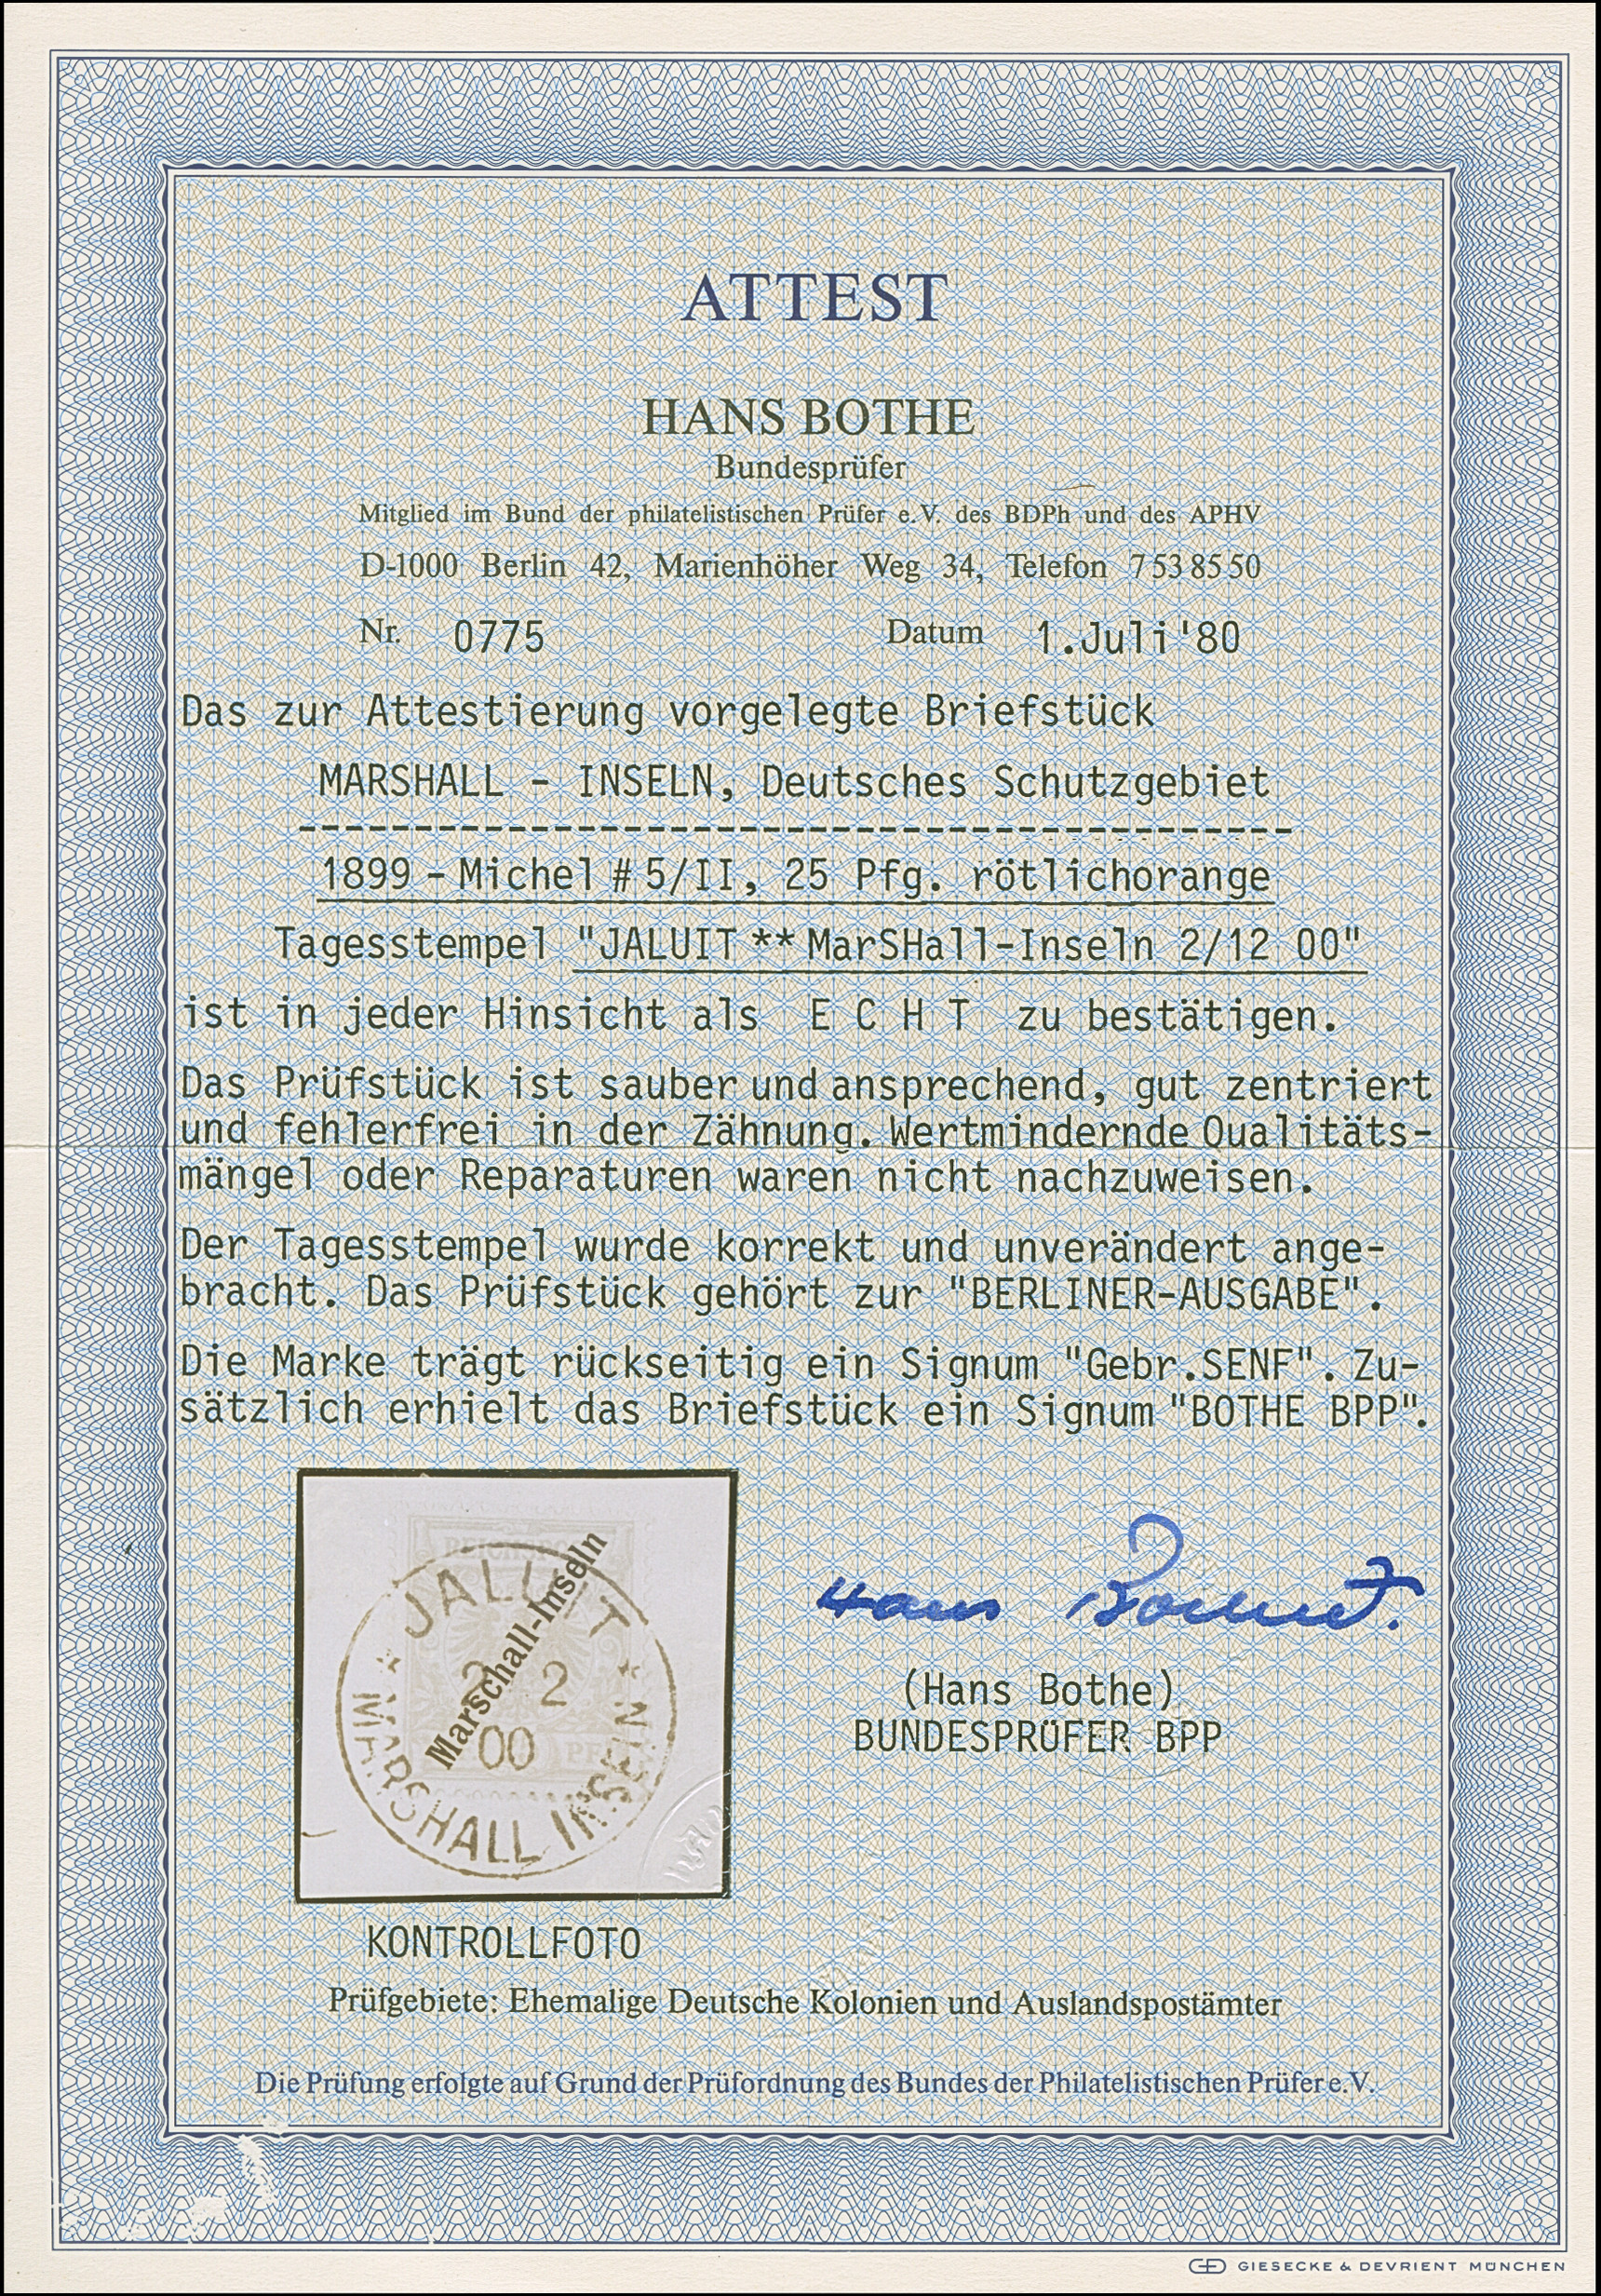 ATTEST
HANS BOTHE
Bundesprüfer
Mitglied im Bund der philatelistischen Prüfer e.V. des BDPh und des APHV
D-1000 Berlin 42, Marienhöher Weg 34, Telefon 7 53 85 50
Nr. 0775 Datum 1.Juli'80
Das zur Attestierung vorgelegte Briefstück
MARSHALL - INSELN, Deutsches Schutzgebiet
1899 - Michel # 5/II, 25 Pfg. rötlichorange
Tagesstempel "JALUIT ** MarSHall-Inseln 2/12 00"
ist in jeder Hinsicht als E C H T zu bestätigen.
Das Prüfstück ist sauber und ansprechend, gut zentriert
und fehlerfrei in der Zähnung. Wertmindernde Qualitäts-
mängel oder Reparaturen waren nicht nachzuweisen.
Der Tagesstempel wurde korrekt und unverändert ange-
bracht. Das Prüfstück gehört zur "BERLINER-AUSGABE".
Die Marke trägt rückseitig ein Signum "Gebr.SENF". Zu-
sätzlich erhielt das Briefstück ein Signum "BOTHE BPP".
JALUIT
Marschall-Inseln
2 2
00
* MARSHALL INSELN *
Hans Bothe
(Hans Bothe)
BUNDESPRÜFER BPP
KONTROLLFOTO
Prüfgebiete: Ehemalige Deutsche Kolonien und Auslandspostämter
Die Prüfung erfolgte auf Grund der Prüfordnung des Bundes der Philatelistischen Prüfer e.V.
GIESECKE & DEVRIENT MÜNCHEN